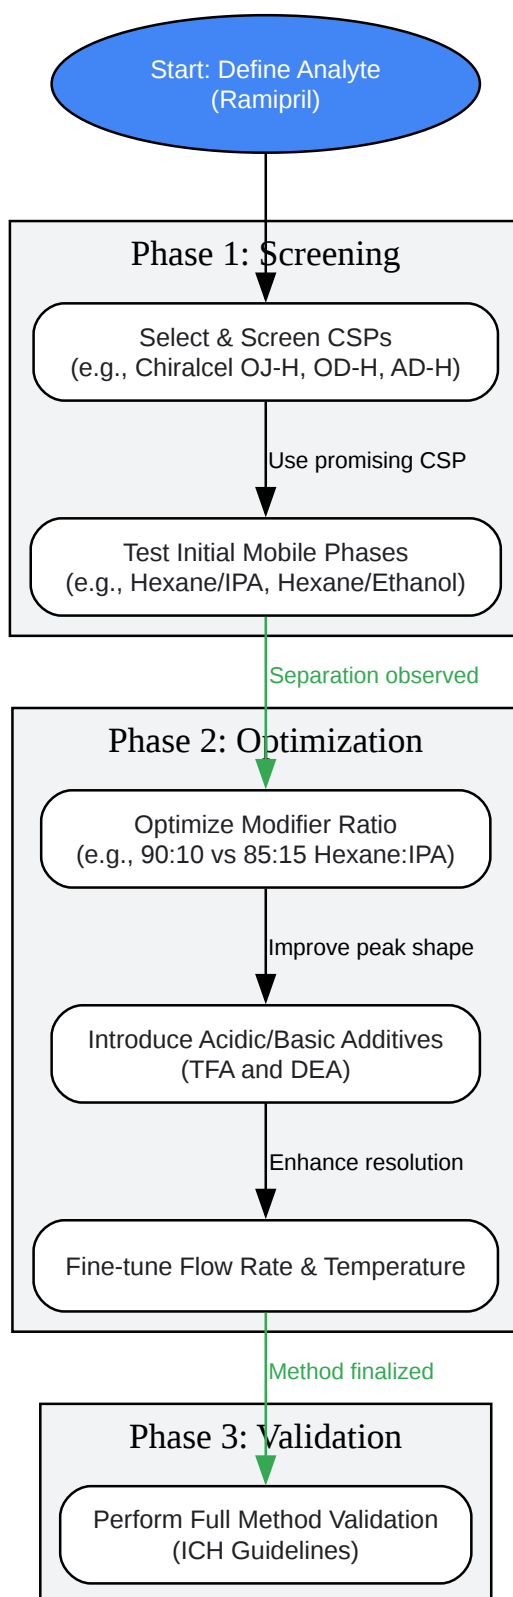 Start: Define Analyte
(Ramipril)
Phase 1: Screening
Select & Screen CSPs
(e.g., Chiralcel OJ-H, OD-H, AD-H)
Use promising CSP
Test Initial Mobile Phases
(e.g., Hexane/IPA, Hexane/Ethanol)
Separation observed
Phase 2: Optimization
Optimize Modifier Ratio
(e.g., 90:10 vs 85:15 Hexane:IPA)
Improve peak shape
Introduce Acidic/Basic Additives
(TFA and DEA)
Enhance resolution
Fine-tune Flow Rate & Temperature
Method finalized
Phase 3: Validation
Perform Full Method Validation
(ICH Guidelines)